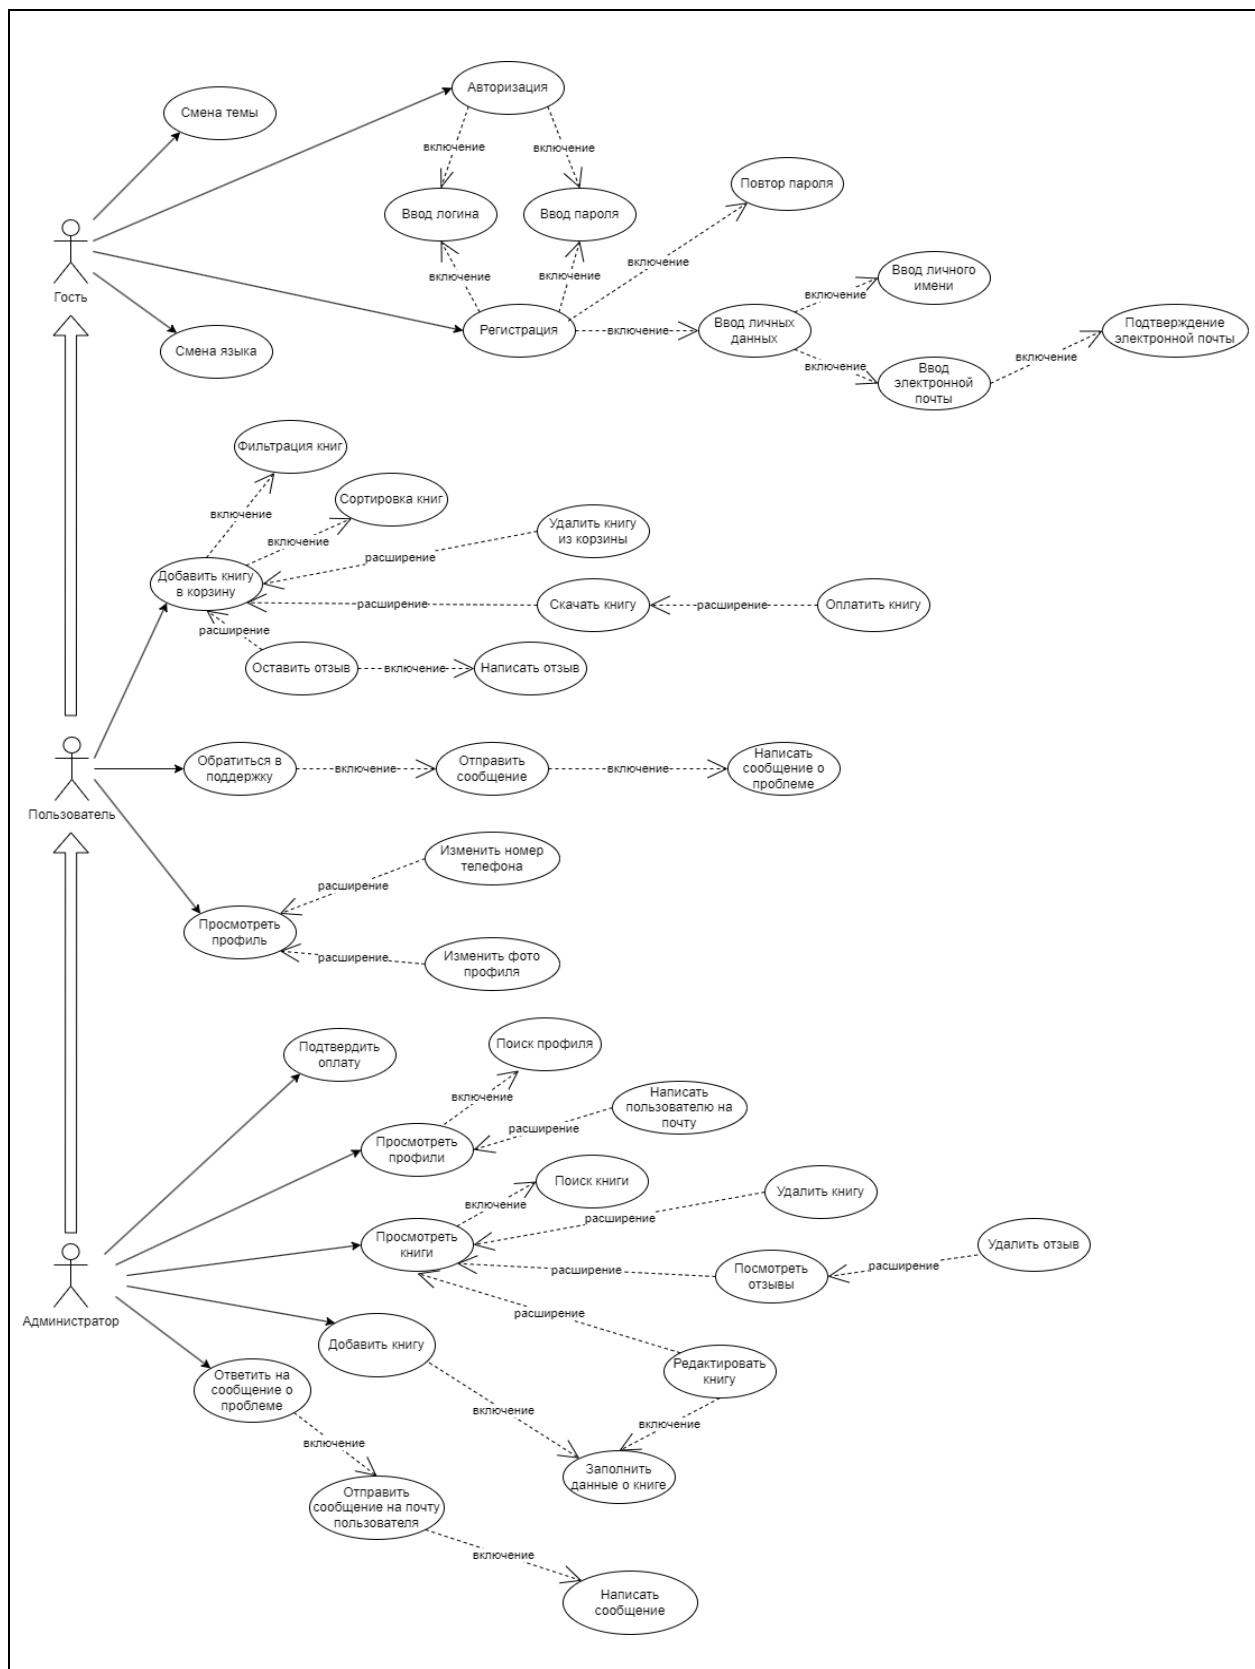 Авторизация
Смена темы
включение
включение
Повтор пароля
Ввод логина
Ввод пароля
включение
Ввод личного
имени
включение
включение
включение
Гость
Регистрация
включение
Ввод личных
данных
Подтверждение
электронной почты
Смена языка
включение
включение
Ввод
электронной
почты
Фильтрация книг
Сортировка книг
включение
включение
Удалить книгу
из корзины
расширение
Добавить книгу
в корзину
расширение
Скачать книгу
расширение
Оплатить книгу
расширение
Оставить отзыв
включение
Написать отзыв
Пользователь
Обратиться в
поддержку
включение
Отправить
сообщение
включение
Написать
сообщение о
проблеме
Изменить номер
телефона
расширение
Просмотреть
профиль
расширение
Изменить фото
профиля
Подтвердить
оплату
Поиск профиля
включение
Написать
пользователю на
почту
расширение
Просмотреть
профили
Поиск книги
включение
Удалить книгу
расширение
Просмотреть
книги
Удалить отзыв
расширение
Посмотреть
отзывы
расширение
Администратор
расширение
Добавить книгу
Редактировать
книгу
Ответить на
сообщение о
проблеме
включение
включение
включение
Заполнить
данные о книге
Отправить
сообщение на почту
пользователя
включение
Написать
сообщение